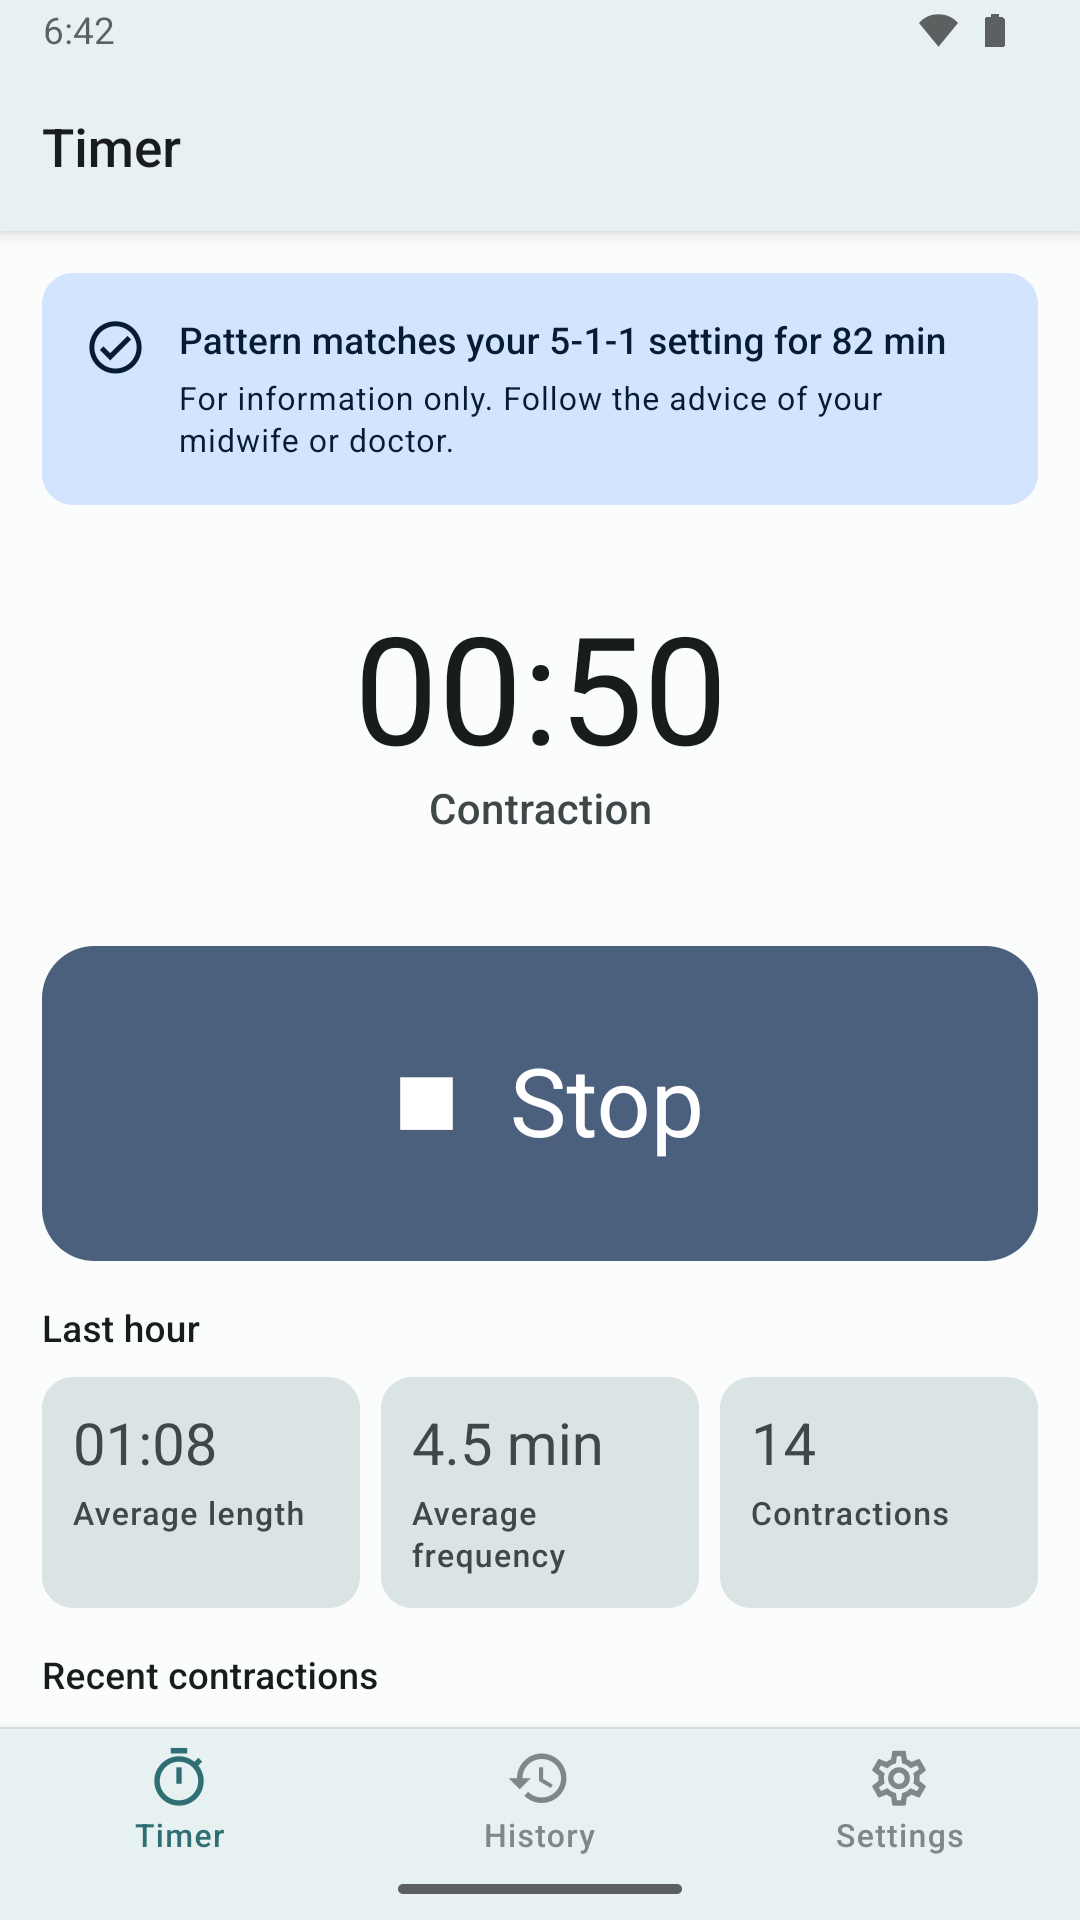 6:42
Timer
Pattern matches your 5-1-1 setting for 82 min
For information only. Follow the advice of your
midwife or doctor.
00:50
Contraction
Stop
Last hour
01:08
Average length
4.5 min
Average
frequency
14
Contractions
Recent contractions
Timer
History
Settings